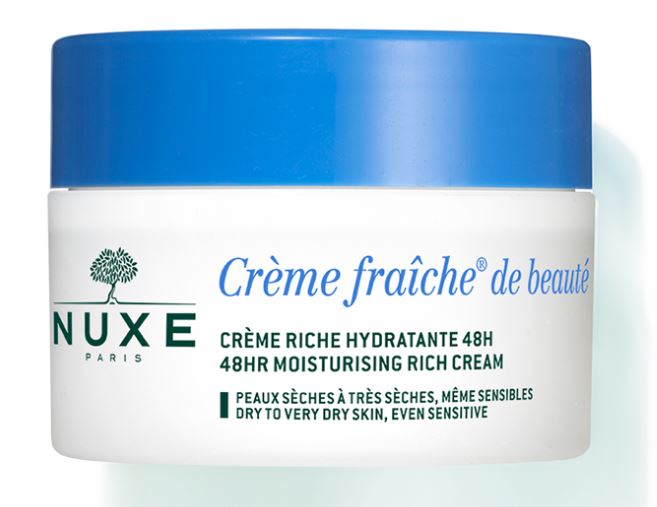 NUXE
PARIS
Crème fraîche® de beauté
CRÈME RICHE HYDRATANTE 48H
48HR MOISTURISING RICH CREAM
PEAUX SÈCHES À TRÈS SÈCHES, MÊME SENSIBLES
DRY TO VERY DRY SKIN, EVEN SENSITIVE